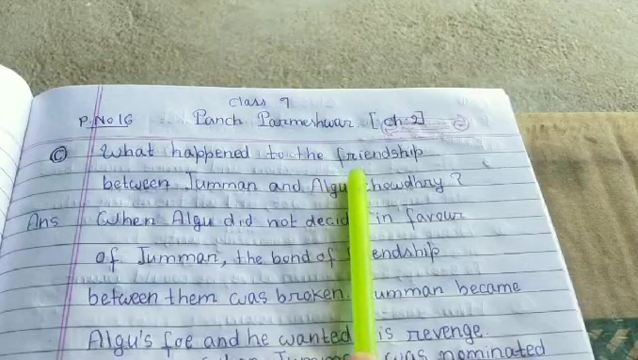 Class 9
P.No 16 Panch Parmeshwar [ch:2]
(C) What happened to the friendship
between Jumman and Algu Chowdhry?
Ans When Algu did not decid in favour
of Jumman, the bond of endship
between them was broken. umman became
Algu's foe and he wanted is revenge.
was nominated